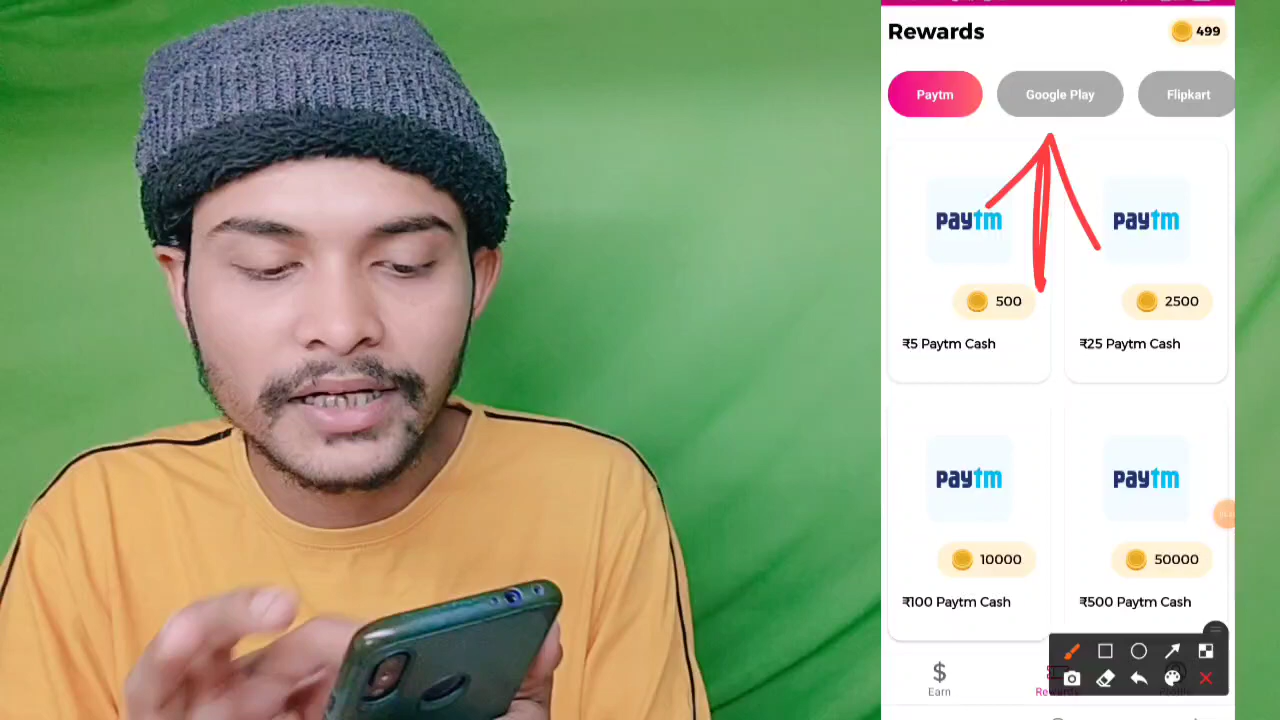 Rewards
499
Paytm
Google Play
Flipkart
paytm
paytm
500
2500
₹5 Paytm Cash
₹25 Paytm Cash
paytm
paytm
10000
50000
₹100 Paytm Cash
₹500 Paytm Cash
Earn
Rewards